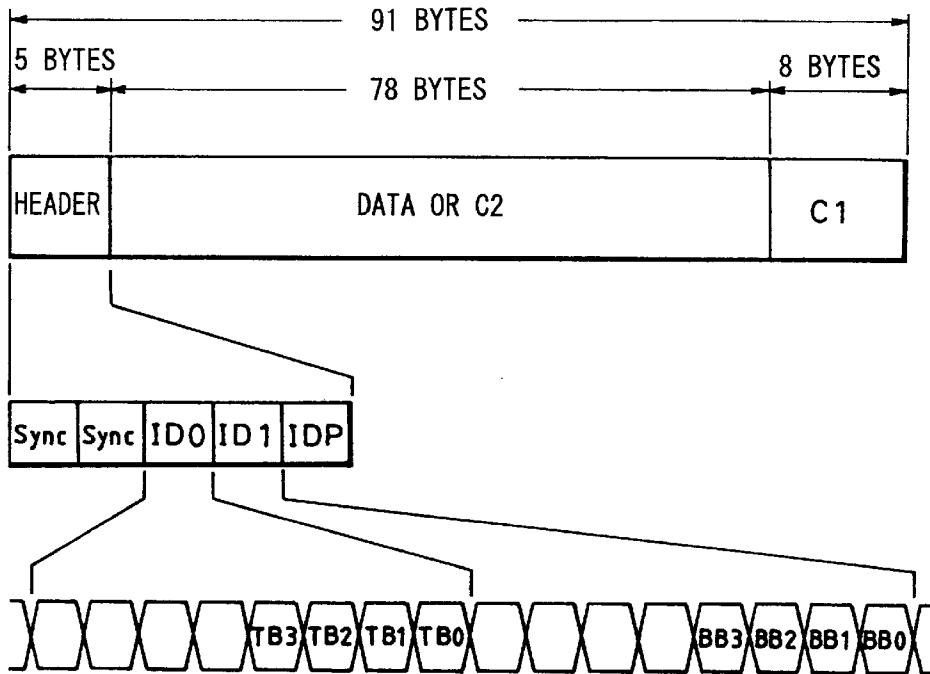 91 BYTES
5 BYTES
78 BYTES
8 BYTES
HEADER
DATA OR C2
C1
Sync Sync ID0 ID1 IDP
TB3 TB2 TB1 TB0 BB3 BB2 BB1 BB0